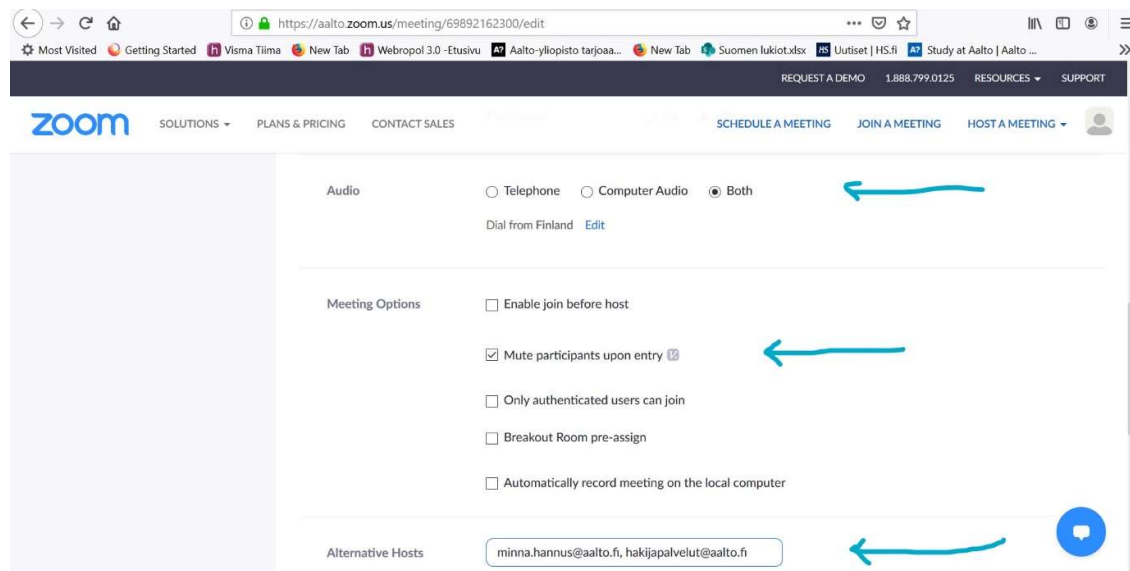 https://aalto.zoom.us/meeting/69892162300/edit
Most Visited Getting Started Visma Tiima New Tab Webropol 3.0 -Etusivu Aalto-yliopisto tarjoaa... New Tab Suomen lukiot.xlsx Uutiset | HS.fi Study at Aalto | Aalto ...
REQUEST A DEMO 1.888.799.0125 RESOURCES SUPPORT
zoom SOLUTIONS PLANS & PRICING CONTACT SALES SCHEDULE A MEETING JOIN A MEETING HOST A MEETING
Audio Telephone Computer Audio Both
Dial from Finland Edit
Meeting Options Enable join before host
Mute participants upon entry
Only authenticated users can join
Breakout Room pre-assign
Automatically record meeting on the local computer
Alternative Hosts minna.hannus@aalto.fi, hakijapalvelut@aalto.fi